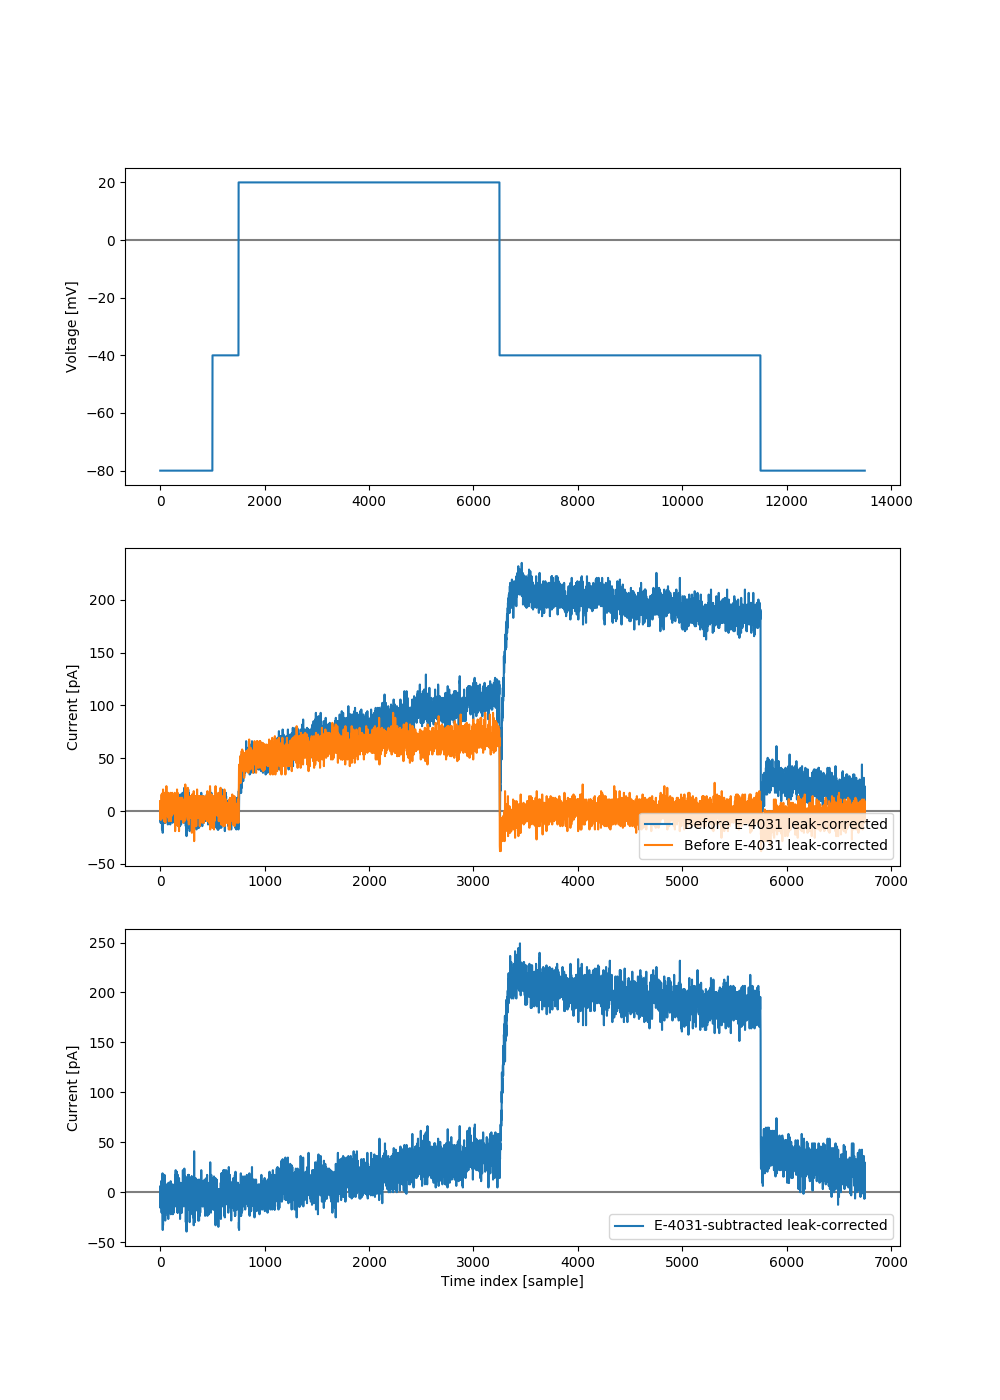 20
0
−20
−40
−60
−80
Voltage [mV]
0 2000 4000 6000 8000 10000 12000 14000
200
150
100
50
0
−50
Current [pA]
Before E-4031 leak-corrected
Before E-4031 leak-corrected
0 1000 2000 3000 4000 5000 6000 7000
250
200
150
100
50
0
−50
Current [pA]
E-4031-subtracted leak-corrected
0 1000 2000 3000 4000 5000 6000 7000
Time index [sample]